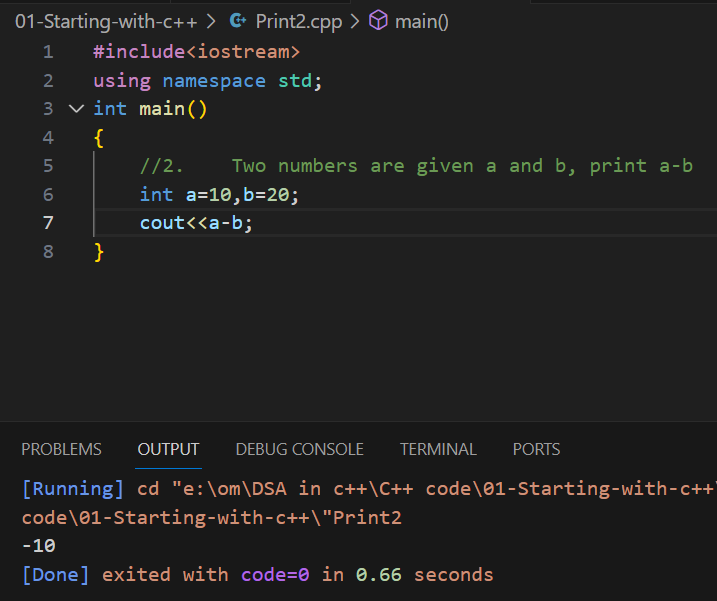 01-Starting-with-c++ > Print2.cpp > main()
1 #include<iostream>
2 using namespace std;
3 int main()
4 {
5 //2.    Two numbers are given a and b, print a-b
6 int a=10,b=20;
7 cout<<a-b;
8 }
PROBLEMS OUTPUT DEBUG CONSOLE TERMINAL PORTS
[Running] cd "e:\om\DSA in c++\C++ code\01-Starting-with-c++\
code\01-Starting-with-c++\"Print2
-10
[Done] exited with code=0 in 0.66 seconds